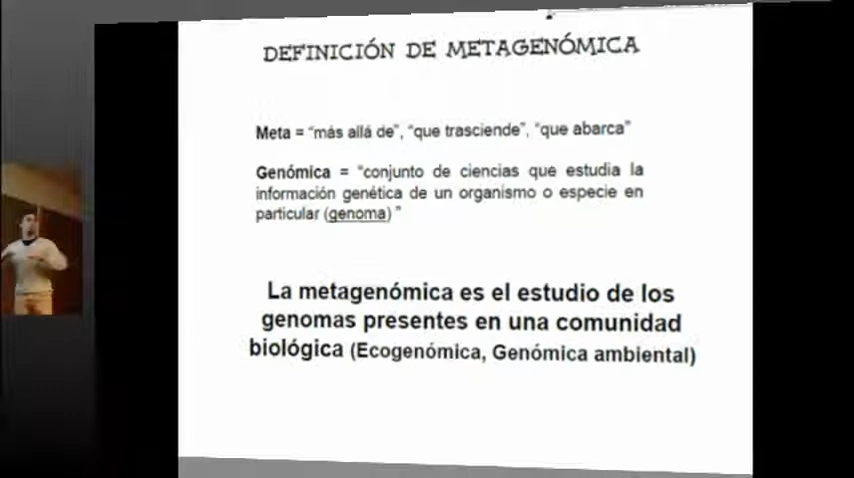 DEFINICIÓN DE METAGENÓMICA
Meta = “más allá de”, “que trasciende”, “que abarca”
Genómica = “conjunto de ciencias que estudia la
información genética de un organismo o especie en
particular (genoma) ”
La metagenómica es el estudio de los
genomas presentes en una comunidad
biológica (Ecogenómica, Genómica ambiental)